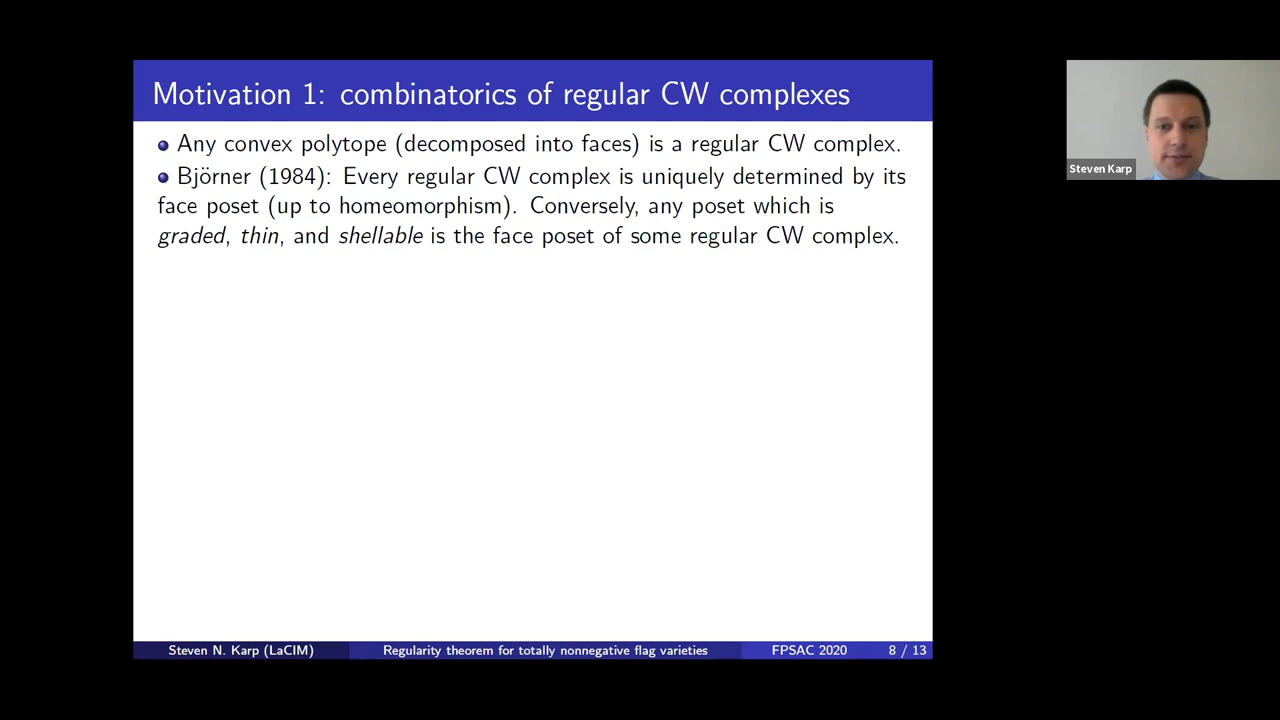 Motivation 1: combinatorics of regular CW complexes
Any convex polytope (decomposed into faces) is a regular CW complex.
Björner (1984): Every regular CW complex is uniquely determined by its
face poset (up to homeomorphism). Conversely, any poset which is
graded, thin, and shellable is the face poset of some regular CW complex.
Steven N. Karp (LaCIM)
Regularity theorem for totally nonnegative flag varieties
FPSAC 2020
8 / 13
Steven Karp